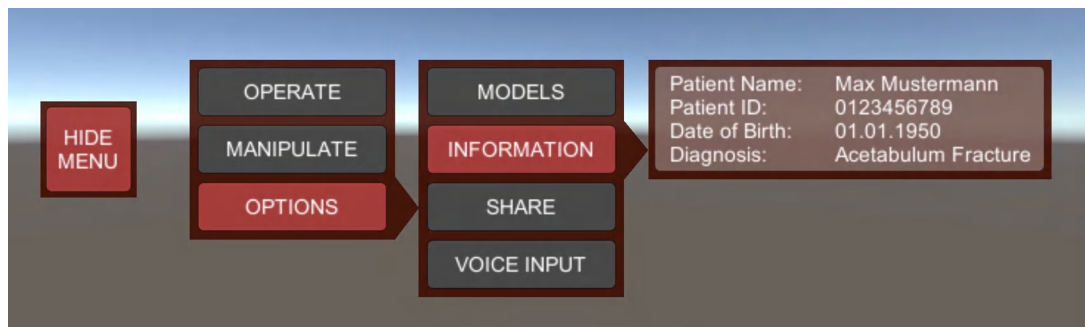 HIDE
MENU
OPERATE
MANIPULATE
OPTIONS
MODELS
INFORMATION
SHARE
VOICE INPUT
Patient Name: Max Mustermann
Patient ID: 0123456789
Date of Birth: 01.01.1950
Diagnosis: Acetabulum Fracture